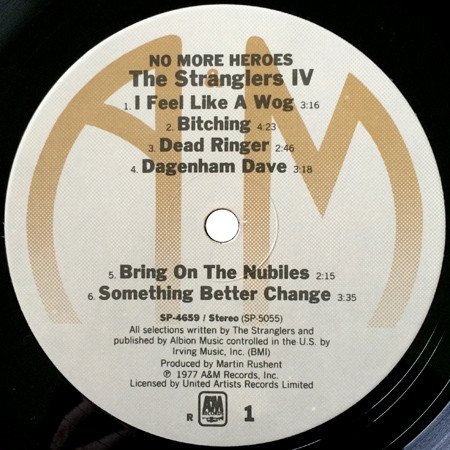 A&M
NO MORE HEROES
The Stranglers IV
1. I Feel Like A Wog 3:16
2. Bitching 4:23
3. Dead Ringer 2:46
4. Dagenham Dave 3:18
5. Bring On The Nubiles 2:15
6. Something Better Change 3:35
SP-4659 / Stereo (SP-5055)
All selections written by The Stranglers and
published by Albion Music controlled in the U.S. by
Irving Music, Inc. (BMI)
Produced by Martin Rushent
℗ 1977 A&M Records, Inc.
Licensed by United Artists Records Limited
R A&M RECORDS 1